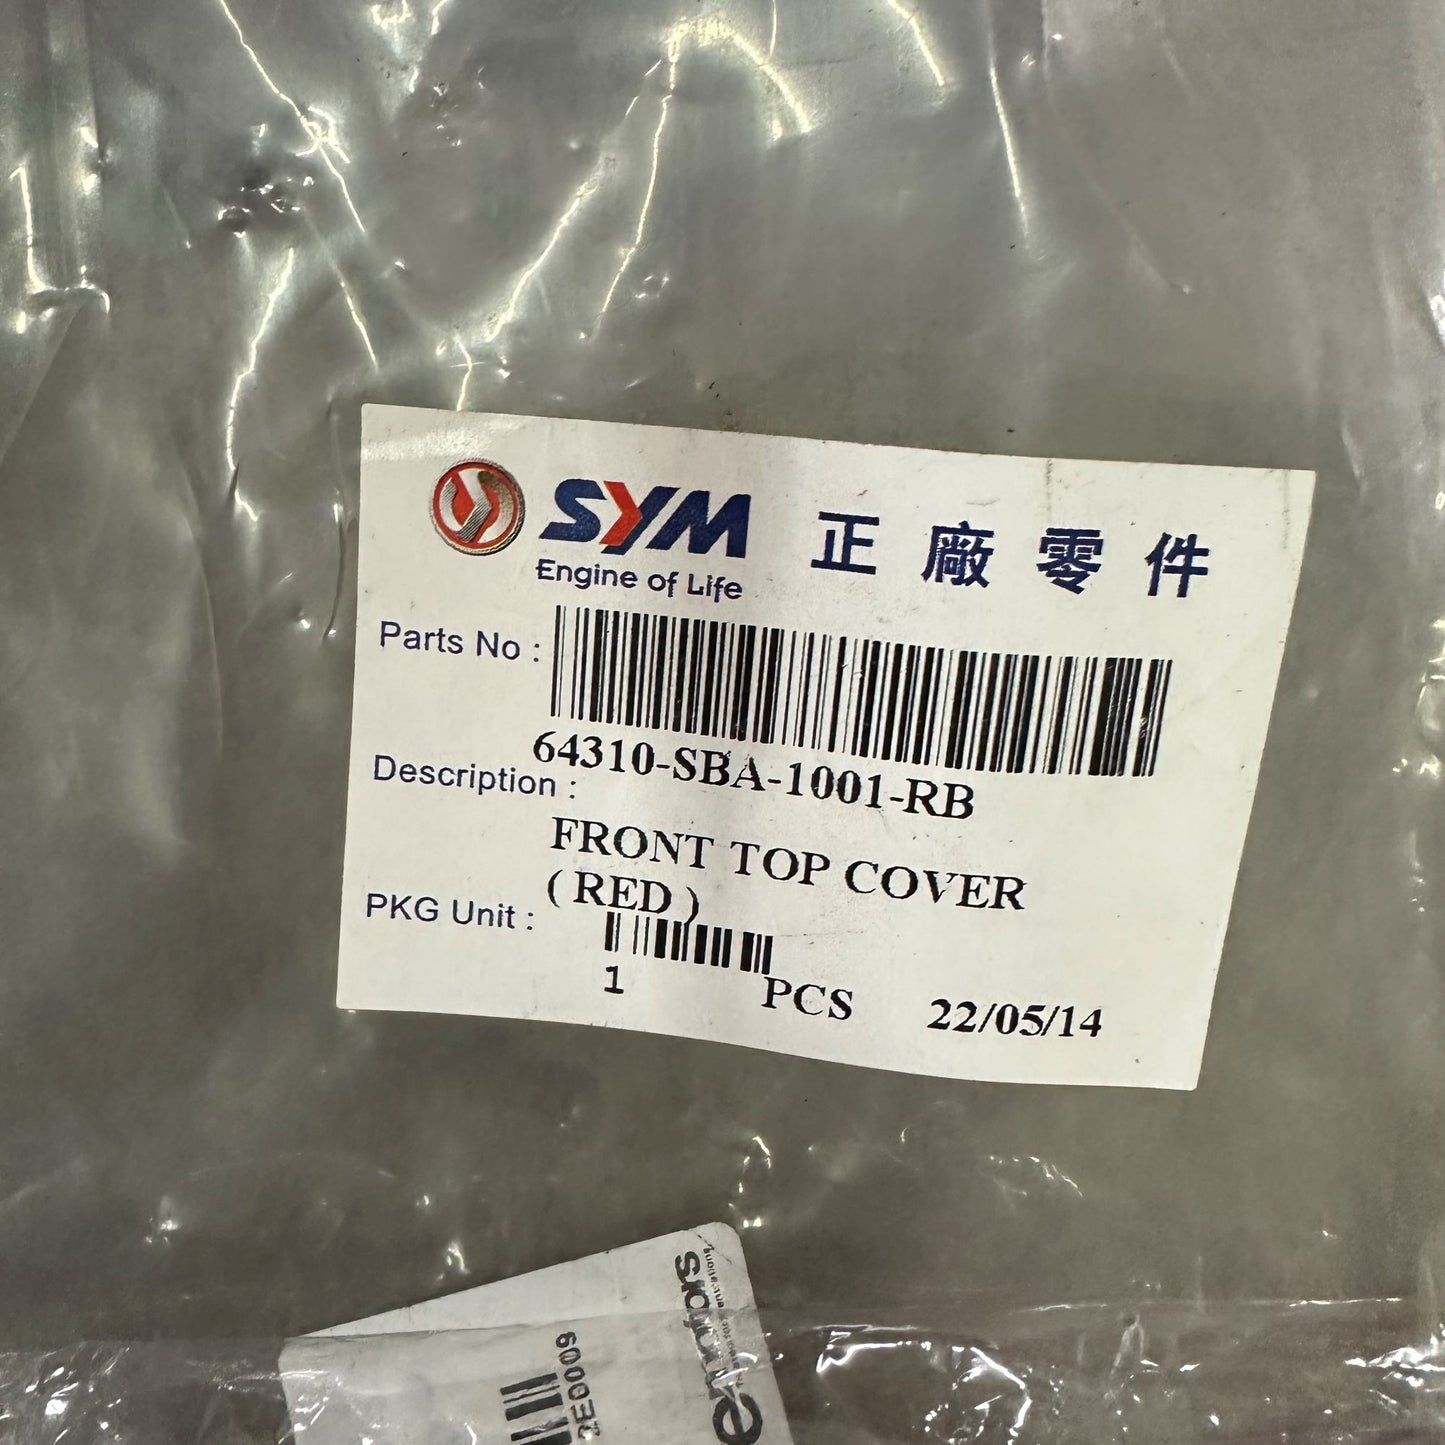 SYM 正廠零件
Engine of Life
Parts No :
64310-SBA-1001-RB
Description :
FRONT TOP COVER
( RED )
PKG Unit :
1 PCS 22/05/14
2E0009